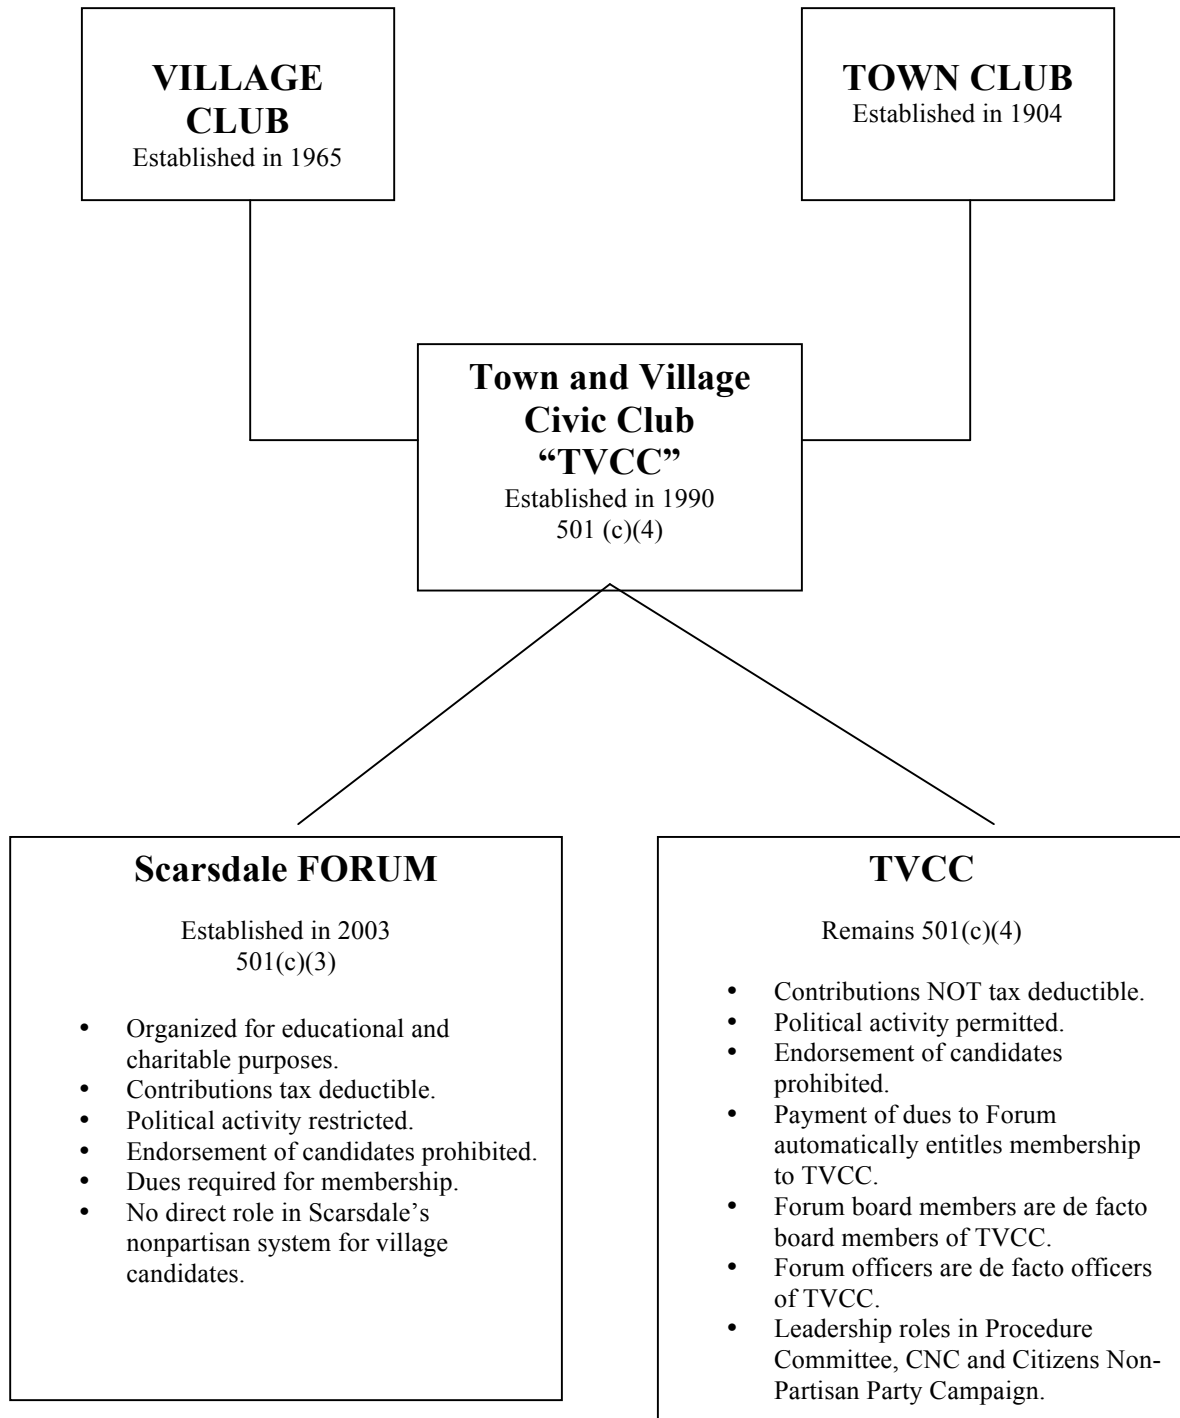 VILLAGE
CLUB
Established in 1965
TOWN CLUB
Established in 1904
Town and Village
Civic Club
“TVCC”
Established in 1990
501 (c)(4)
Scarsdale FORUM
Established in 2003
501(c)(3)
• Organized for educational and
charitable purposes.
• Contributions tax deductible.
• Political activity restricted.
• Endorsement of candidates prohibited.
• Dues required for membership.
• No direct role in Scarsdale’s
nonpartisan system for village
candidates.
TVCC
Remains 501(c)(4)
• Contributions NOT tax deductible.
• Political activity permitted.
• Endorsement of candidates
prohibited.
• Payment of dues to Forum
automatically entitles membership
to TVCC.
• Forum board members are de facto
board members of TVCC.
• Forum officers are de facto officers
of TVCC.
• Leadership roles in Procedure
Committee, CNC and Citizens Non-
Partisan Party Campaign.